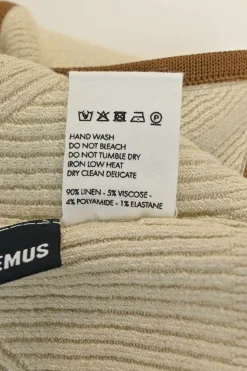 HAND WASH
DO NOT BLEACH
DO NOT TUMBLE DRY
IRON LOW HEAT
DRY CLEAN DELICATE
90% LINEN - 5% VISCOSE -
4% POLYAMIDE - 1% ELASTANE
EMUS